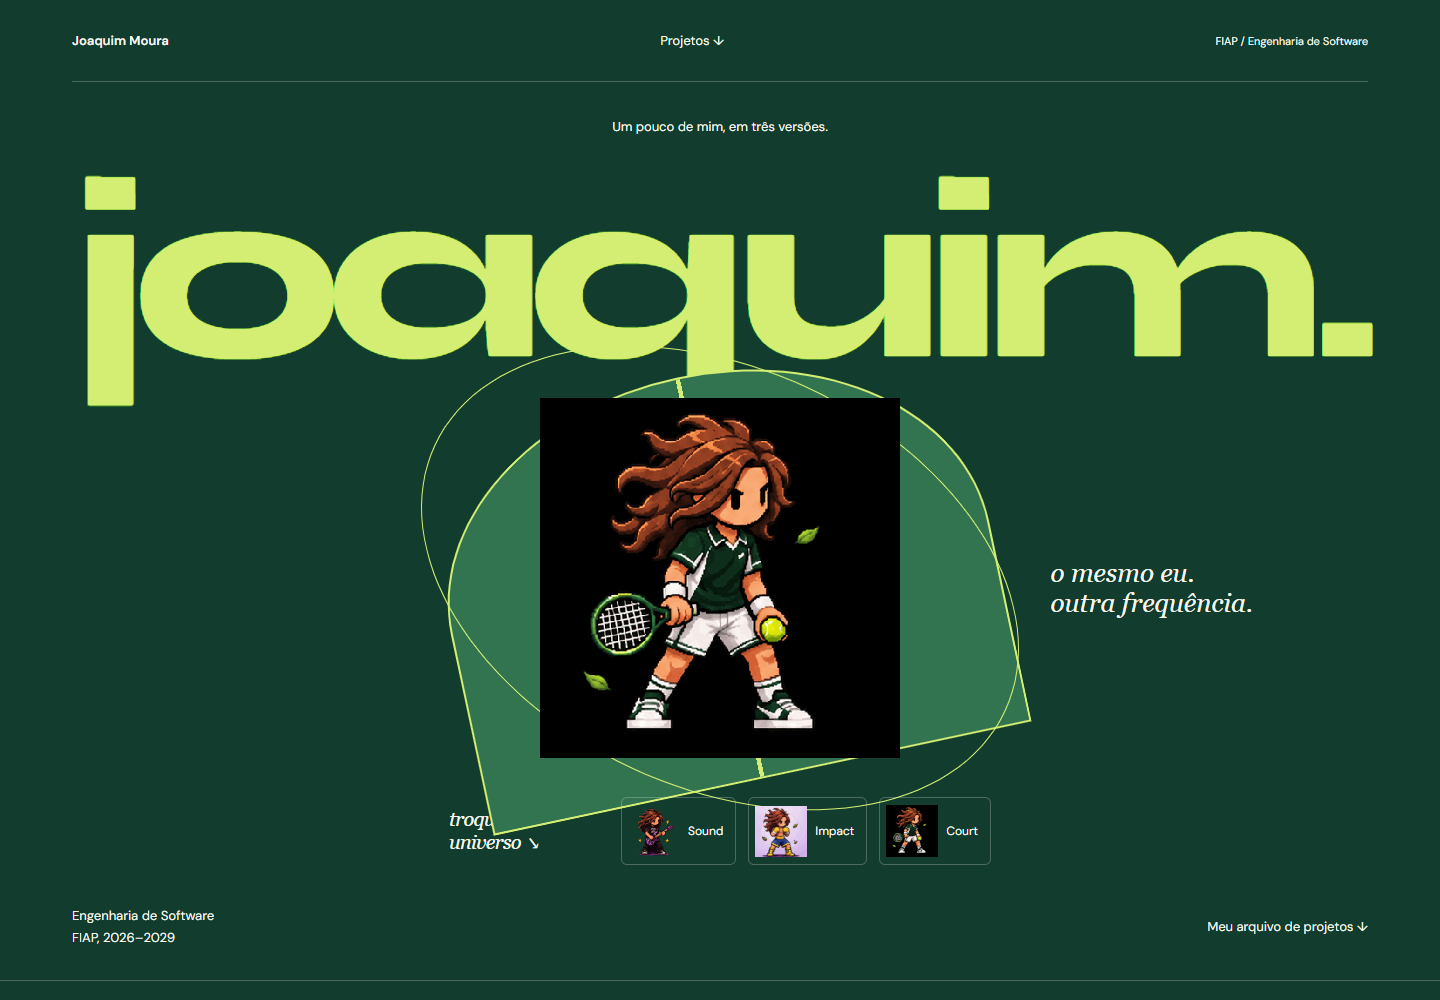 Joaquim Moura
Projetos ↓
FIAP / Engenharia de Software
Um pouco de mim, em três versões.
joaquim.
o mesmo eu.
outra frequência.
universo ↘
Sound
Impact
Court
Engenharia de Software
FIAP, 2026–2029
Meu arquivo de projetos ↓